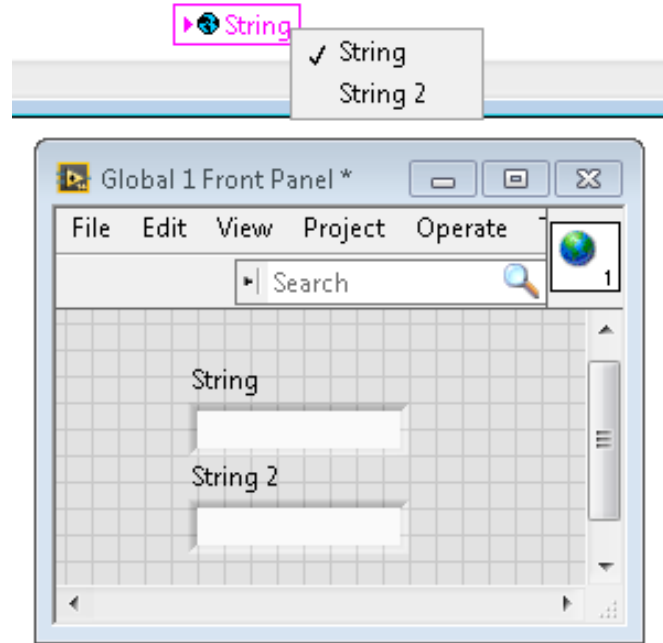 String
String
String 2
Global 1 Front Panel *
File Edit View Project Operate
Search
1
String
String 2